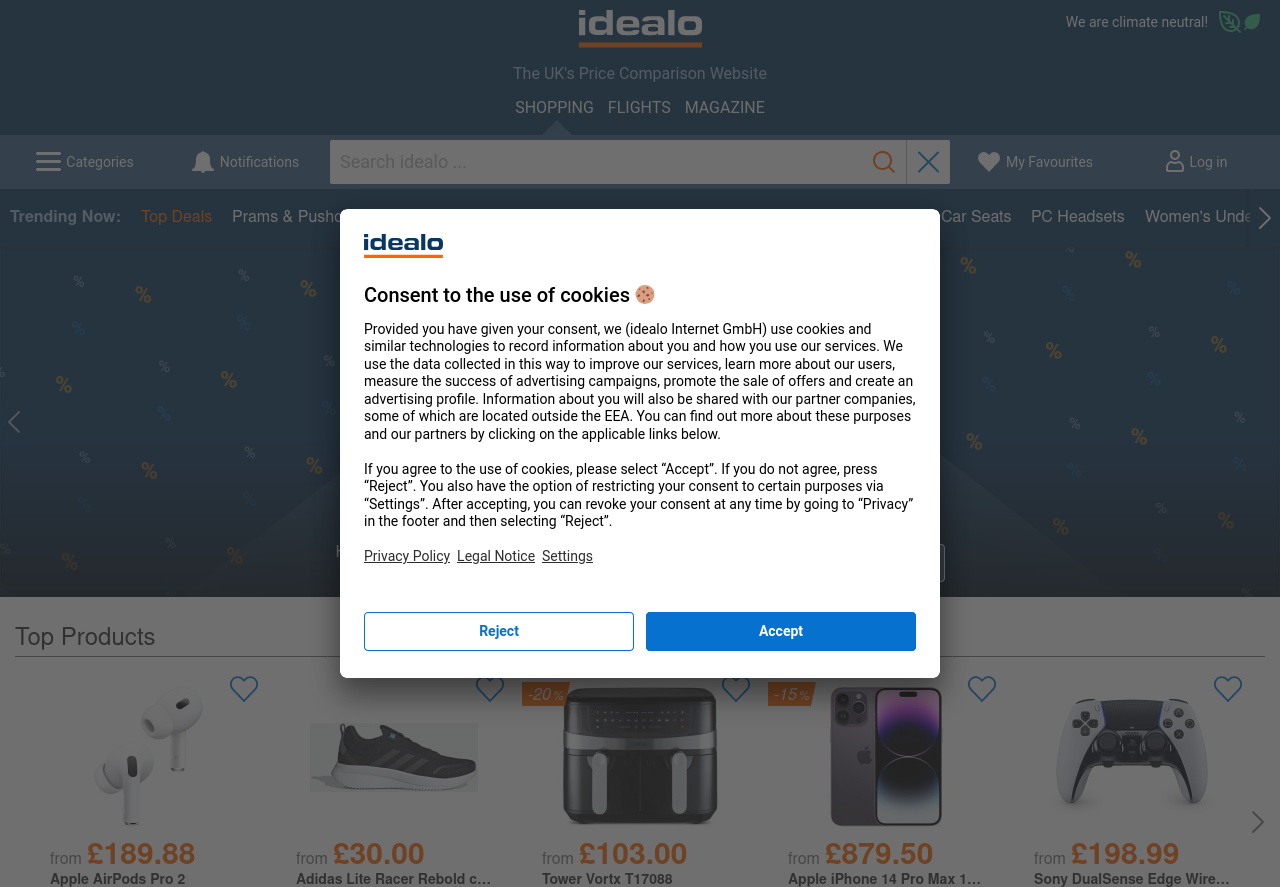 idealo
We are climate neutral!
The UK's Price Comparison Website
SHOPPING FLIGHTS MAGAZINE
Categories Notifications Search idealo ... My Favourites Log in
Trending Now: Top Deals Prams & Pushc Car Seats PC Headsets Women's Unde
idealo
Consent to the use of cookies
Provided you have given your consent, we (idealo Internet GmbH) use cookies and
similar technologies to record information about you and how you use our services. We
use the data collected in this way to improve our services, learn more about our users,
measure the success of advertising campaigns, promote the sale of offers and create an
advertising profile. Information about you will also be shared with our partner companies,
some of which are located outside the EEA. You can find out more about these purposes
and our partners by clicking on the applicable links below.
If you agree to the use of cookies, please select “Accept”. If you do not agree, press
“Reject”. You also have the option of restricting your consent to certain purposes via
“Settings”. After accepting, you can revoke your consent at any time by going to “Privacy”
in the footer and then selecting “Reject”.
Privacy Policy Legal Notice Settings
Reject Accept
Top Products
-20 % -15 %
from £189.88 from £30.00 from £103.00 from £879.50 from £198.99
Apple AirPods Pro 2 Adidas Lite Racer Rebold c... Tower Vortx T17088 Apple iPhone 14 Pro Max 1... Sony DualSense Edge Wire...